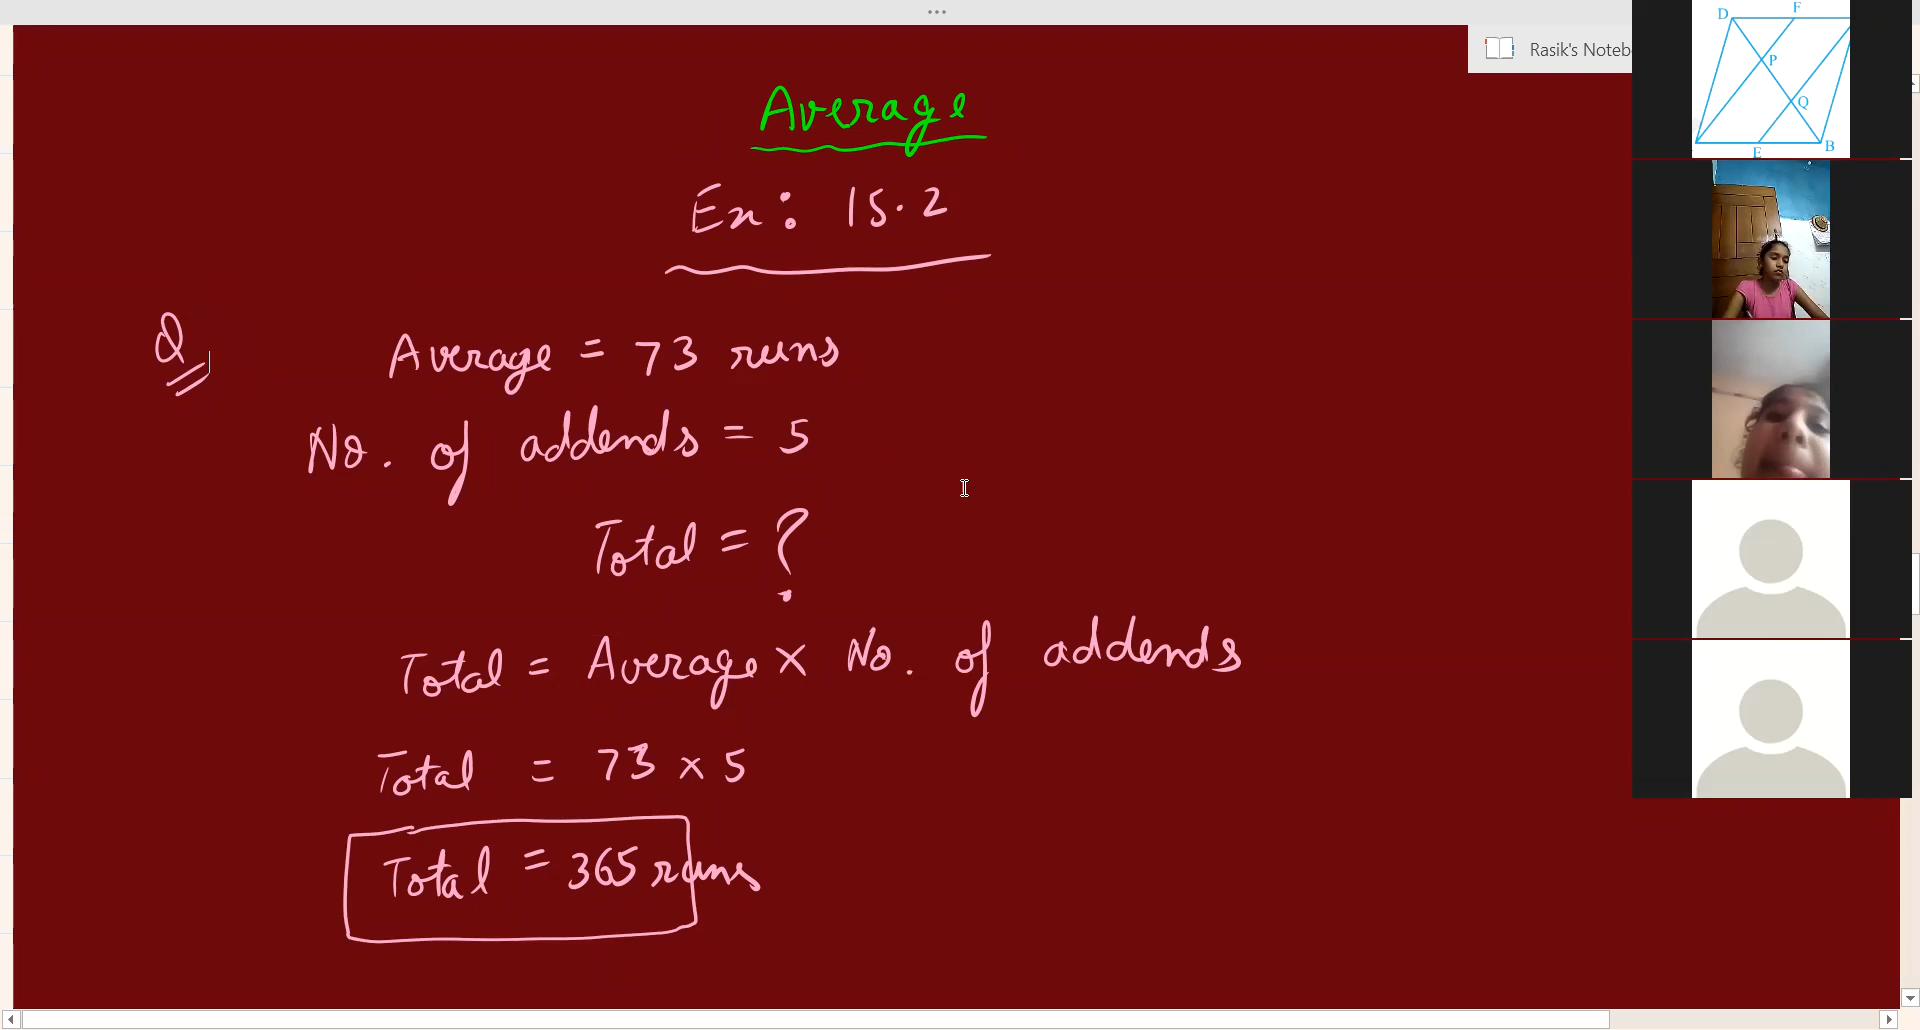 Average
Ex: 15.2
Q
Average = 73 runs
No. of addends = 5
Total = ?
Total = Average × No. of addends
Total = 73 × 5
Total = 365 runs
Rasik's Noteb
D F
P
Q
E B